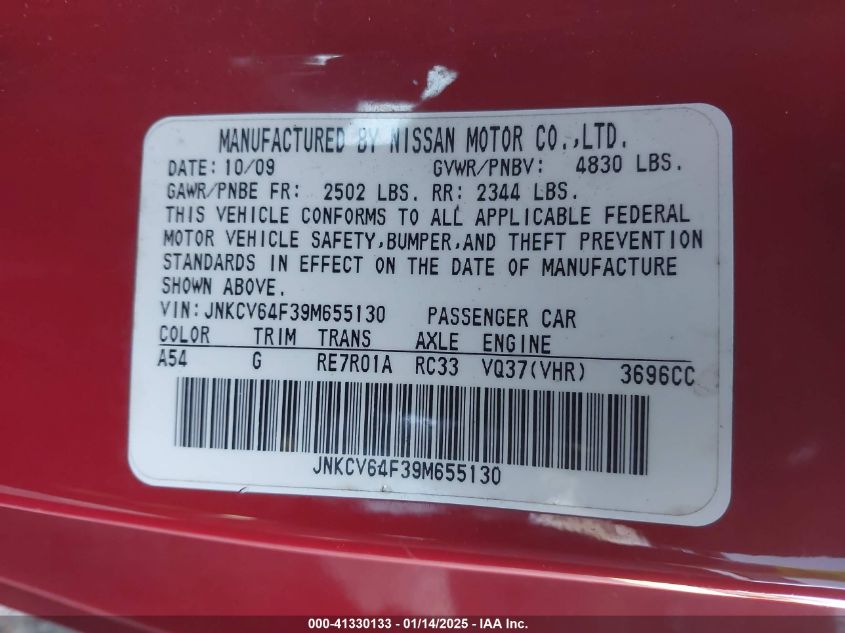 MANUFACTURED BY NISSAN MOTOR CO.,LTD.
DATE: 10/09 GVWR/PNBV: 4830 LBS.
GAWR/PNBE FR: 2502 LBS. RR: 2344 LBS.
THIS VEHICLE CONFORMS TO ALL APPLICABLE FEDERAL
MOTOR VEHICLE SAFETY,BUMPER,AND THEFT PREVENTION
STANDARDS IN EFFECT ON THE DATE OF MANUFACTURE
SHOWN ABOVE.
VIN: JNKCV64F39M655130 PASSENGER CAR
COLOR TRIM TRANS AXLE ENGINE
A54 G RE7R01A RC33 VQ37(VHR) 3696CC
JNKCV64F39M655130
000-41330133 - 01/14/2025 - IAA Inc.